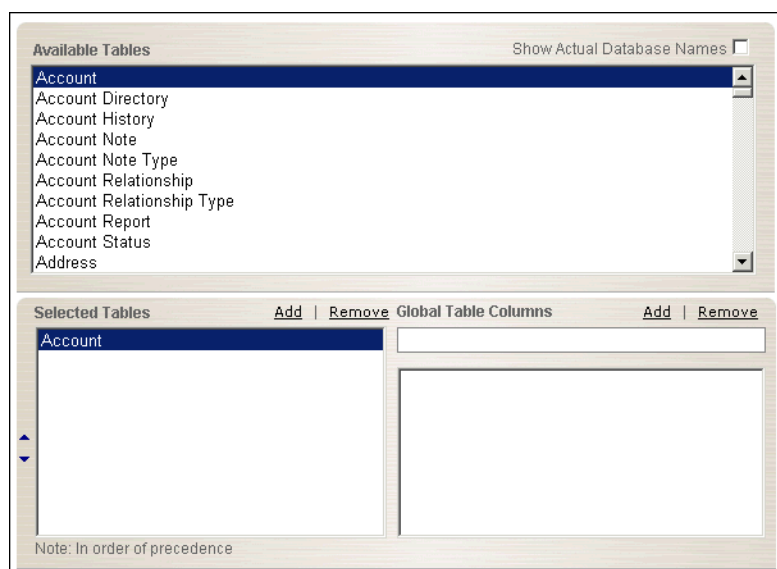 Available Tables Show Actual Database Names
Account
Account Directory
Account History
Account Note
Account Note Type
Account Relationship
Account Relationship Type
Account Report
Account Status
Address
Selected Tables Add | Remove Global Table Columns Add | Remove
Account
Note: In order of precedence